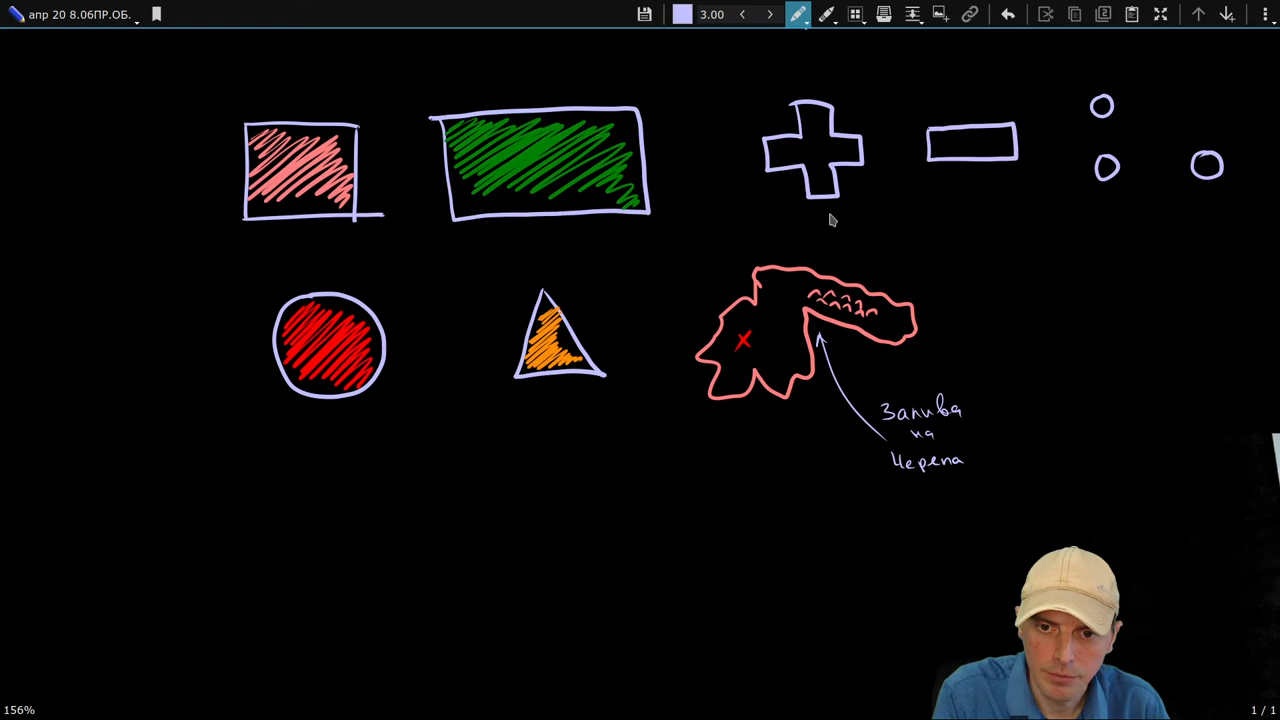 апр 20 8.06ПР.ОБ.
3.00
Залива
на
Черепа
156%
1 / 1